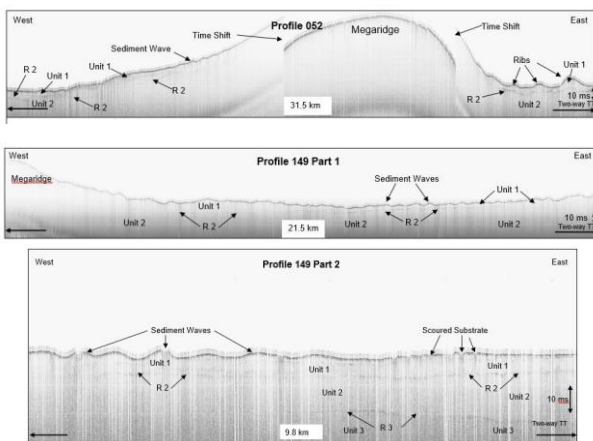 West
Profile 052
East
Time Shift
Megaridge
Time Shift
Sediment Wave
Unit 1
Ribs
Unit 1
R 2
Unit 1
R 2
Unit 2
R 2
R 2
Unit 2
10 ms
Two-way TT
31.5 km
West
Profile 149 Part 1
East
Megaridge
Sediment Waves
Unit 1
Unit 1
Unit 2
R 2
Unit 2
R 2
Unit 2
10 ms
Two-way TT
21.5 km
West
Profile 149 Part 2
East
Sediment Waves
Scoured Substrate
Unit 1
Unit 1
Unit 1
R 2
R 2
Unit 2
Unit 2
10 ms
R 3
Two-way TT
9.8 km
Unit 3
Unit 3